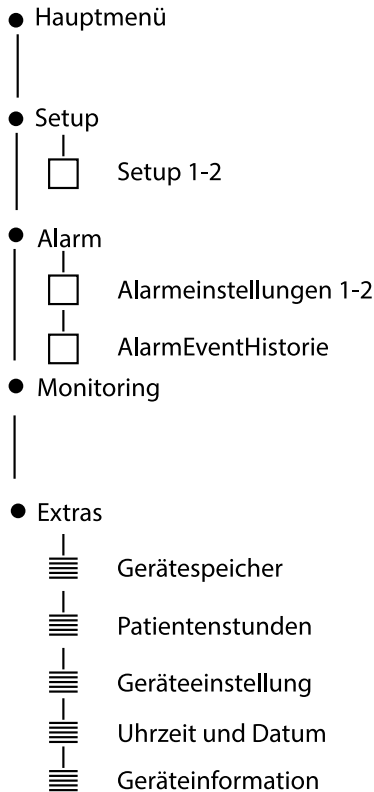 Hauptmenü
Setup
Setup 1-2
Alarm
Alarmeinstellungen 1-2
AlarmEventHistorie
Monitoring
Extras
Gerätespeicher
Patientenstunden
Geräteeinstellung
Uhrzeit und Datum
Geräteinformation